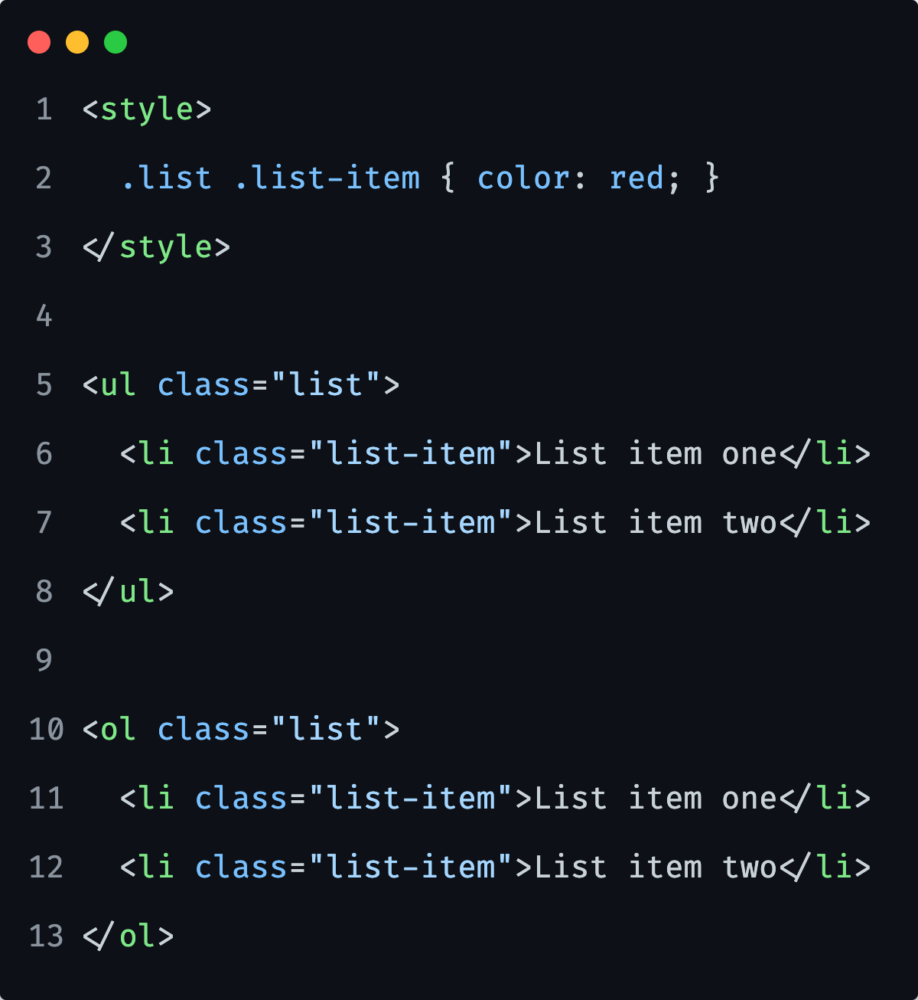 1 <style>
2   .list .list-item { color: red; }
3 </style>
4
5 <ul class="list">
6   <li class="list-item">List item one</li>
7   <li class="list-item">List item two</li>
8 </ul>
9
10 <ol class="list">
11   <li class="list-item">List item one</li>
12   <li class="list-item">List item two</li>
13 </ol>